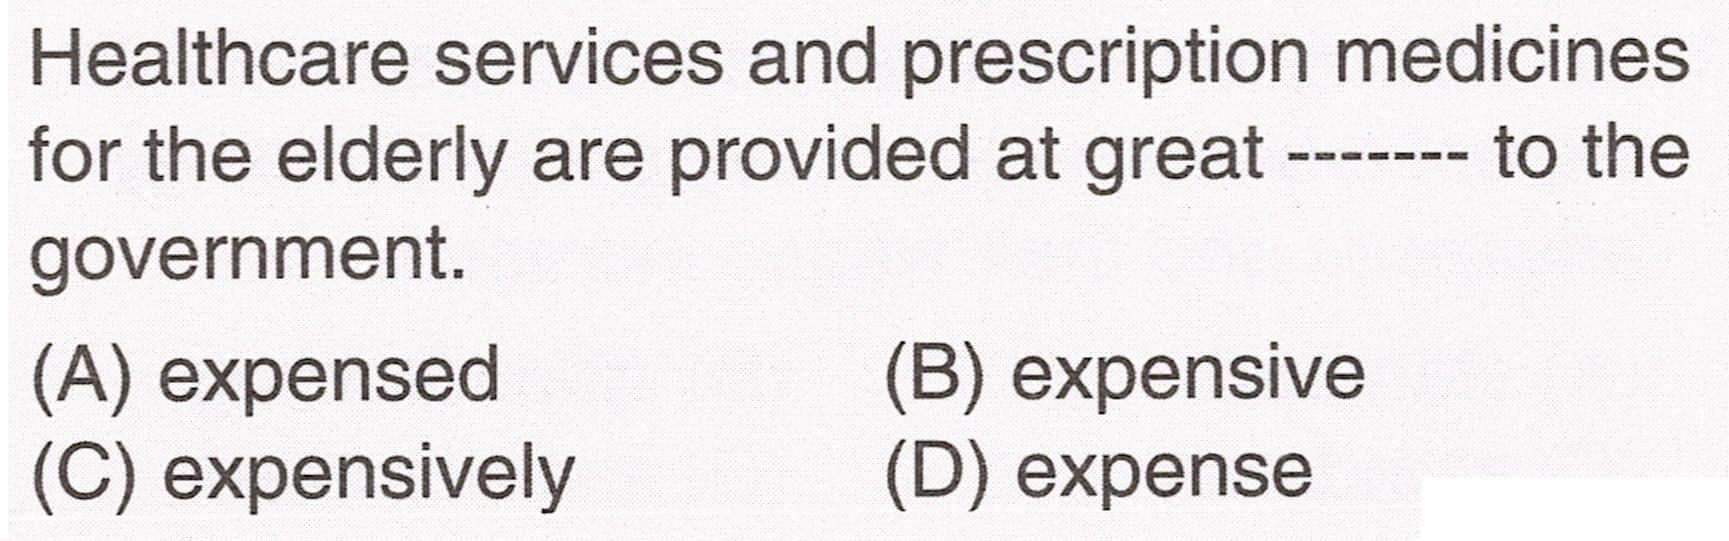 Healthcare services and prescription medicines
for the elderly are provided at great ------- to the
government.
(A) expensed (B) expensive
(C) expensively (D) expense